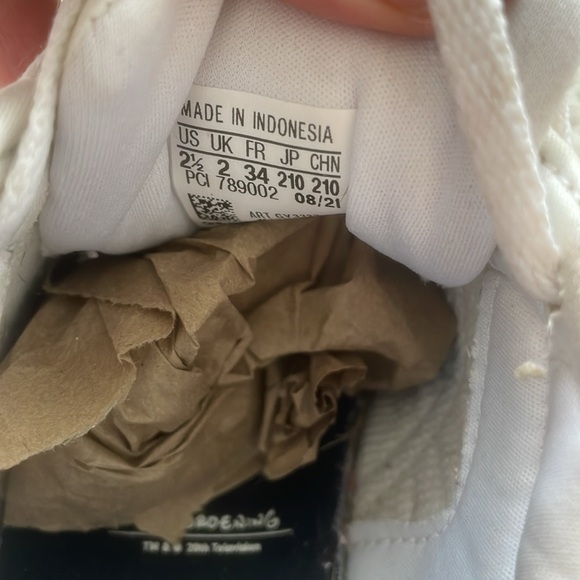 MADE IN INDONESIA
US UK FR JP CHN
2½ 2 34 210 210
PCI 789002 08/21
ART
TM & © 20th Television